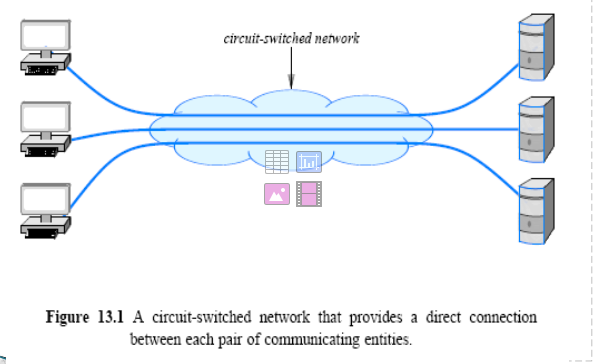 circuit-switched network
Figure 13.1 A circuit-switched network that provides a direct connection
between each pair of communicating entities.